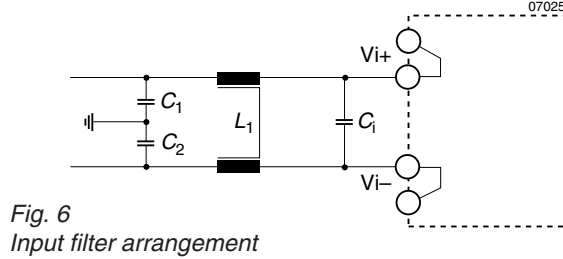 07025
Vi+
C1
L1
Ci
C2
Vi–
Fig. 6
Input filter arrangement